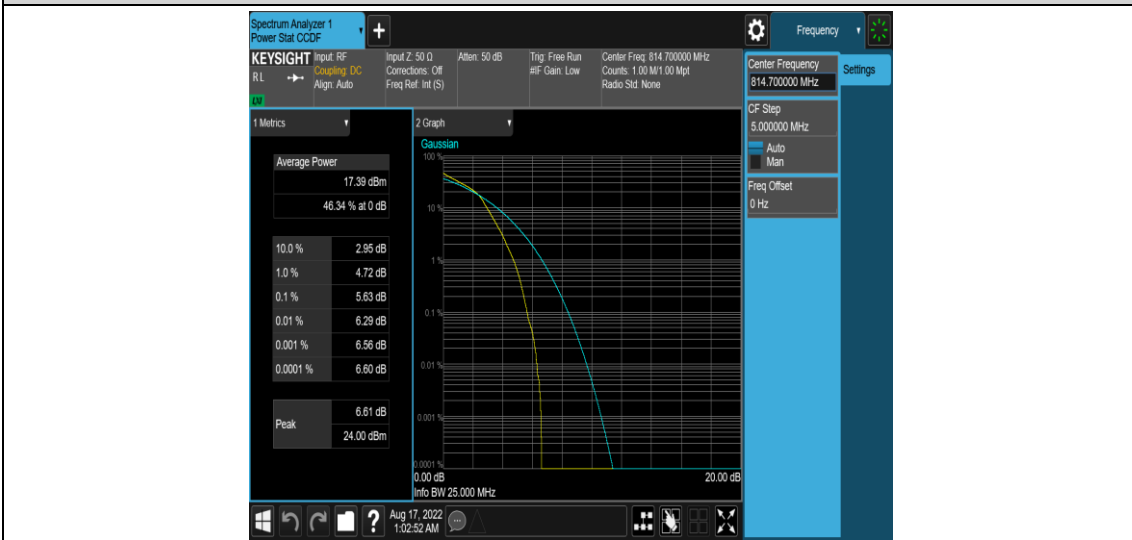 Spectrum Analyzer 1
Power Stat CCDF
+
Frequency
KEYSIGHT
RL
Input: RF
Coupling: DC
Align: Auto
Input Z: 50 Ω
Corrections: Off
Freq Ref: Int (S)
Atten: 50 dB
Trig: Free Run
#IF Gain: Low
Center Freq: 814.700000 MHz
Counts: 1.00 M/1.00 Mpt
Radio Std: None
Center Frequency
814.700000 MHz
Settings
CF Step
5.000000 MHz
Auto
Man
Freq Offset
0 Hz
1 Metrics
Average Power
17.39 dBm
46.34 % at 0 dB
10.0 % 2.95 dB
1.0 % 4.72 dB
0.1 % 5.63 dB
0.01 % 6.29 dB
0.001 % 6.56 dB
0.0001 % 6.60 dB
Peak
6.61 dB
24.00 dBm
2 Graph
Gaussian
100 %
10 %
1 %
0.1 %
0.01 %
0.001 %
0.0001 %
0.00 dB 20.00 dB
Info BW 25.000 MHz
?
Aug 17, 2022
1:02:52 AM